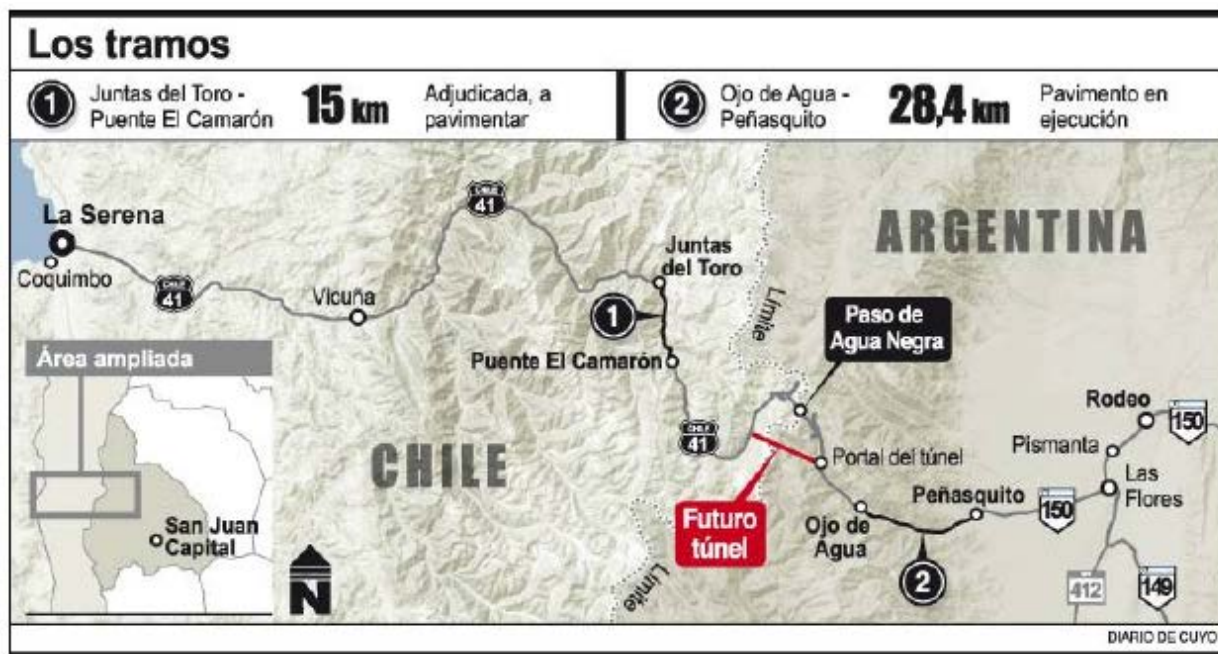 Los tramos
1
Juntas del Toro -
Puente El Camarón
15 km
Adjudicada, a
pavimentar
2
Ojo de Agua -
Peñasquito
28,4 km
Pavimento en
ejecución
CHILE
41
ARGENTINA
La Serena
Coquimbo
CHILE
41
Vicuña
Juntas
del Toro
Límite
1
Paso de
Agua Negra
Puente El Camarón
Área ampliada
San Juan
Capital
N
CHILE
CHILE
41
Futuro
túnel
Límite
Portal del túnel
Ojo de
Agua
Peñasquito
2
150
Rodeo
150
Pismanta
Las
Flores
412
149
DIARIO DE CUYO